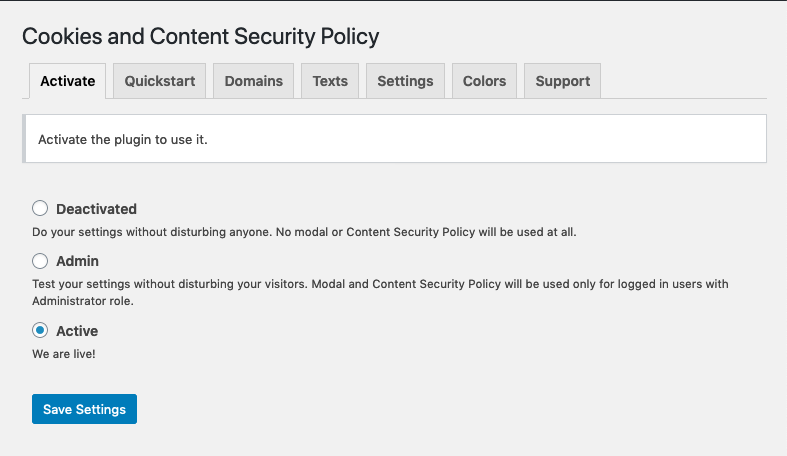 Cookies and Content Security Policy
Activate Quickstart Domains Texts Settings Colors Support
Activate the plugin to use it.
Deactivated
Do your settings without disturbing anyone. No modal or Content Security Policy will be used at all.
Admin
Test your settings without disturbing your visitors. Modal and Content Security Policy will be used only for logged in users with
Administrator role.
Active
We are live!
Save Settings